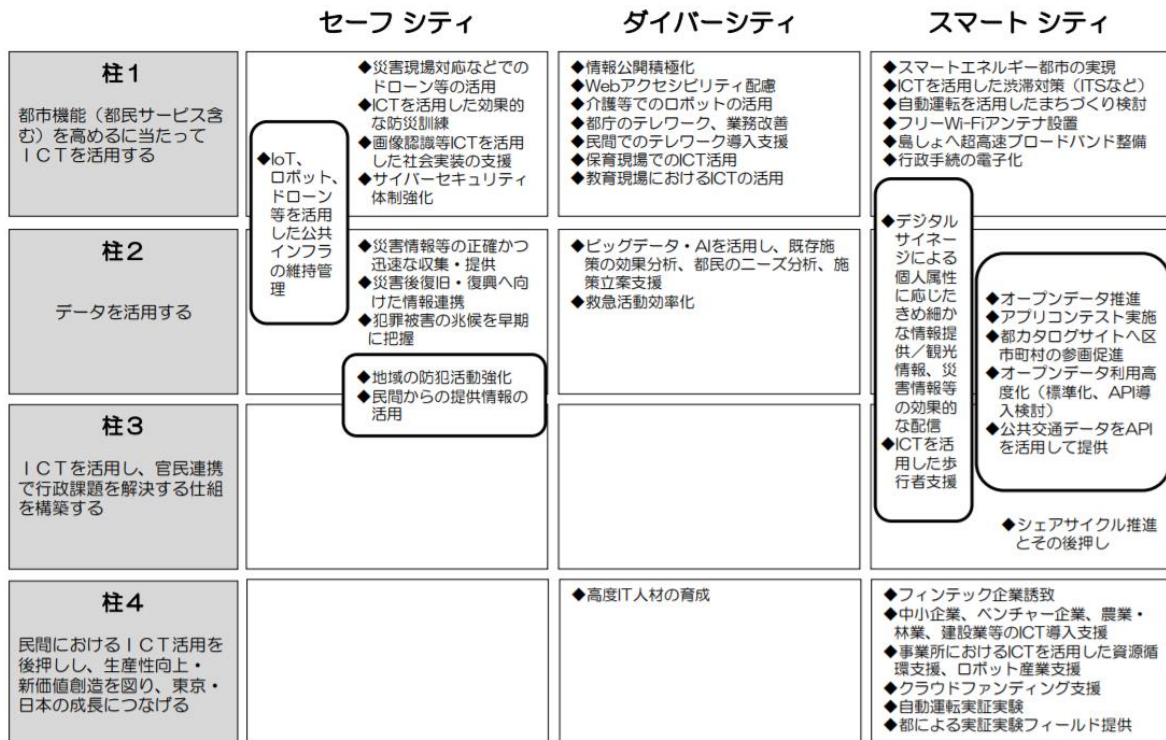 セーフ シティ
ダイバーシティ
スマート シティ
柱1
都市機能（都民サービス含
む）を高めるに当たって
ＩＣＴを活用する
◆災害現場対応などでの
ドローン等の活用
◆ICTを活用した効果的
な防災訓練
◆画像認識等ICTを活用
した社会実装の支援
◆サイバーセキュリティ
体制強化
◆IoT、
ロボット、
ドローン
等を活用
した公共
インフラ
の維持管
理
◆情報公開積極化
◆Webアクセシビリティ配慮
◆介護等でのロボットの活用
◆都庁のテレワーク、業務改善
◆民間でのテレワーク導入支援
◆保育現場でのICT活用
◆教育現場におけるICTの活用
◆スマートエネルギー都市の実現
◆ICTを活用した渋滞対策（ITSなど）
◆自動運転を活用したまちづくり検討
◆フリーWi-Fiアンテナ設置
◆島しょへ超高速ブロードバンド整備
◆行政手続の電子化
柱2
データを活用する
◆災害情報等の正確かつ
迅速な収集・提供
◆災害後復旧・復興へ向
けた情報連携
◆犯罪被害の兆候を早期
に把握
◆地域の防犯活動強化
◆民間からの提供情報の
活用
◆ビッグデータ・AIを活用し、既存施
策の効果分析、都民のニーズ分析、施
策立案支援
◆救急活動効率化
◆デジタル
サイネー
ジによる
個人属性
に応じた
きめ細か
な情報提
供／観光
情報、災
害情報等
の効果的
な配信
◆ICTを活
用した歩
行者支援
◆オープンデータ推進
◆アプリコンテスト実施
◆都カタログサイトへ区
市町村の参画促進
◆オープンデータ利用高
度化（標準化、API導
入検討）
◆公共交通データをAPI
を活用して提供
柱3
ＩＣＴを活用し、官民連携
で行政課題を解決する仕組
を構築する
◆シェアサイクル推進
とその後押し
柱4
民間におけるＩＣＴ活用を
後押しし、生産性向上・
新価値創造を図り、東京・
日本の成長につなげる
◆高度IT人材の育成
◆フィンテック企業誘致
◆中小企業、ベンチャー企業、農業・
林業、建設業等のICT導入支援
◆事業所におけるICTを活用した資源循
環支援、ロボット産業支援
◆クラウドファンディング支援
◆自動運転実証実験
◆都による実証実験フィールド提供